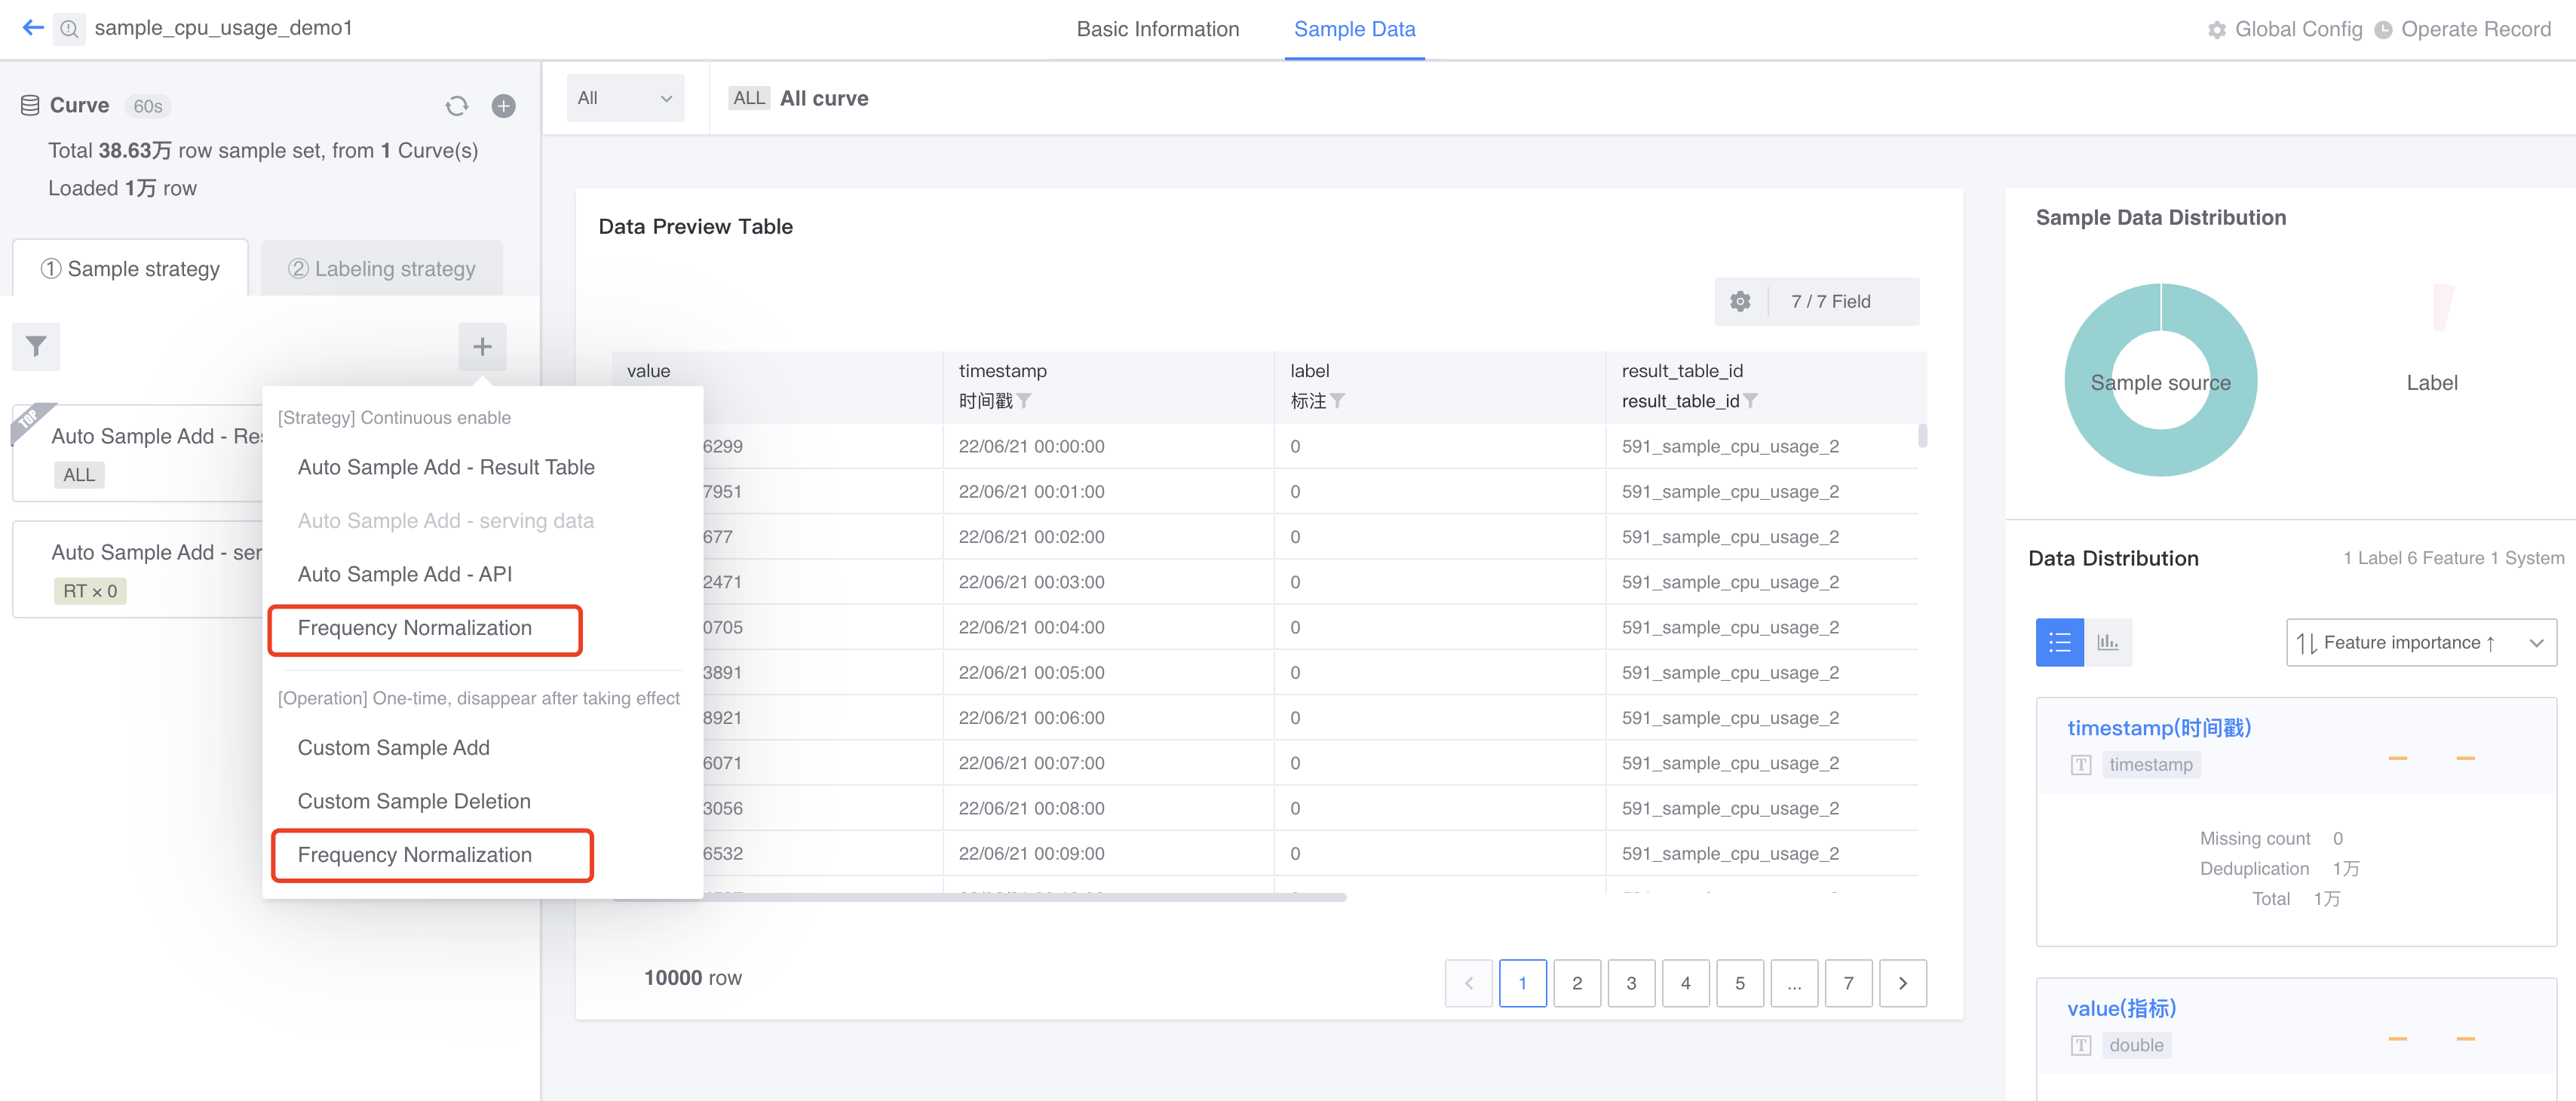 sample_cpu_usage_demo1
Basic Information
Sample Data
Global Config
Operate Record
Curve 60s
Total 38.63万 row sample set, from 1 Curve(s)
Loaded 1万 row
① Sample strategy
② Labeling strategy
TOP
Auto Sample Add - Res
ALL
Auto Sample Add - ser
RT × 0
[Strategy] Continuous enable
Auto Sample Add - Result Table
Auto Sample Add - serving data
Auto Sample Add - API
Frequency Normalization
[Operation] One-time, disappear after taking effect
Custom Sample Add
Custom Sample Deletion
Frequency Normalization
All
ALL All curve
Data Preview Table
7 / 7 Field
value timestamp label result_table_id
时间戳 标注 result_table_id
6299 22/06/21 00:00:00 0 591_sample_cpu_usage_2
7951 22/06/21 00:01:00 0 591_sample_cpu_usage_2
677 22/06/21 00:02:00 0 591_sample_cpu_usage_2
2471 22/06/21 00:03:00 0 591_sample_cpu_usage_2
0705 22/06/21 00:04:00 0 591_sample_cpu_usage_2
3891 22/06/21 00:05:00 0 591_sample_cpu_usage_2
8921 22/06/21 00:06:00 0 591_sample_cpu_usage_2
6071 22/06/21 00:07:00 0 591_sample_cpu_usage_2
3056 22/06/21 00:08:00 0 591_sample_cpu_usage_2
6532 22/06/21 00:09:00 0 591_sample_cpu_usage_2
10000 row
1 2 3 4 5 ... 7
Sample Data Distribution
Sample source
Label
Data Distribution
1 Label 6 Feature 1 System
Feature importance ↑
timestamp(时间戳)
T timestamp
Missing count 0
Deduplication 1万
Total 1万
value(指标)
T double